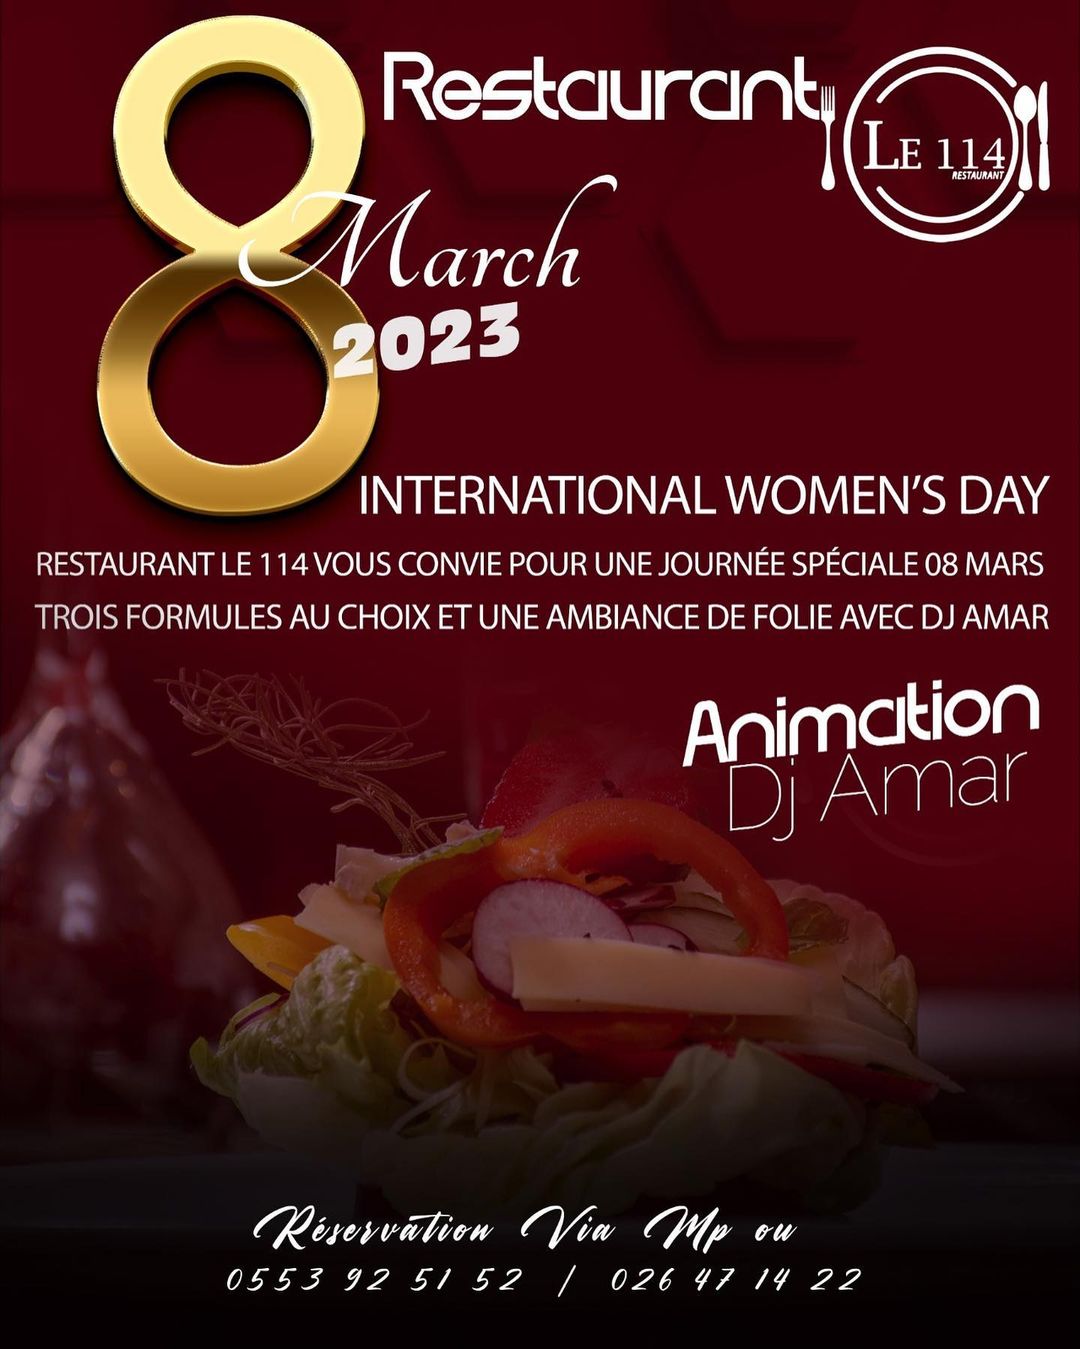 Restaurant
LE 114
RESTAURANT
8
March
2023
INTERNATIONAL WOMEN'S DAY
RESTAURANT LE 114 VOUS CONVIE POUR UNE JOURNÉE SPÉCIALE 08 MARS
TROIS FORMULES AU CHOIX ET UNE AMBIANCE DE FOLIE AVEC DJ AMAR
Animation
Dj Amar
Réservation Via Mp ou
0553 92 51 52 / 026 47 14 22